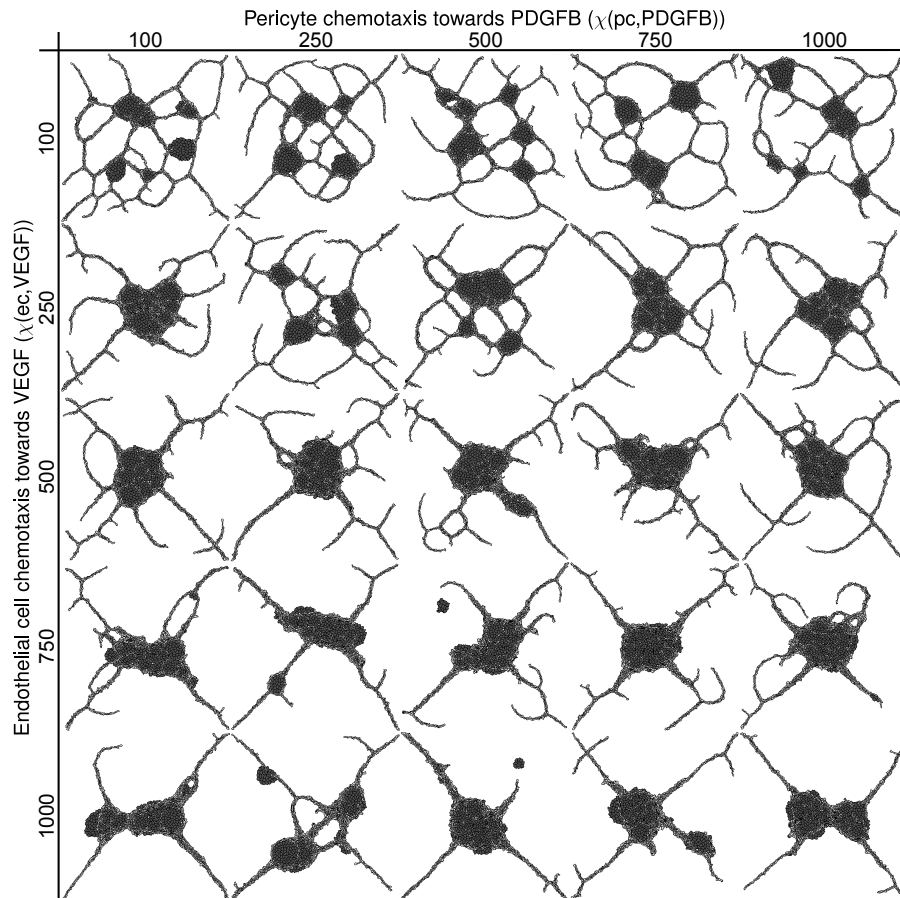 Pericyte chemotaxis towards PDGFB (χ(pc,PDGFB))
100 250 500 750 1000
Endothelial cell chemotaxis towards VEGF (χ(ec,VEGF))
100
250
500
750
1000